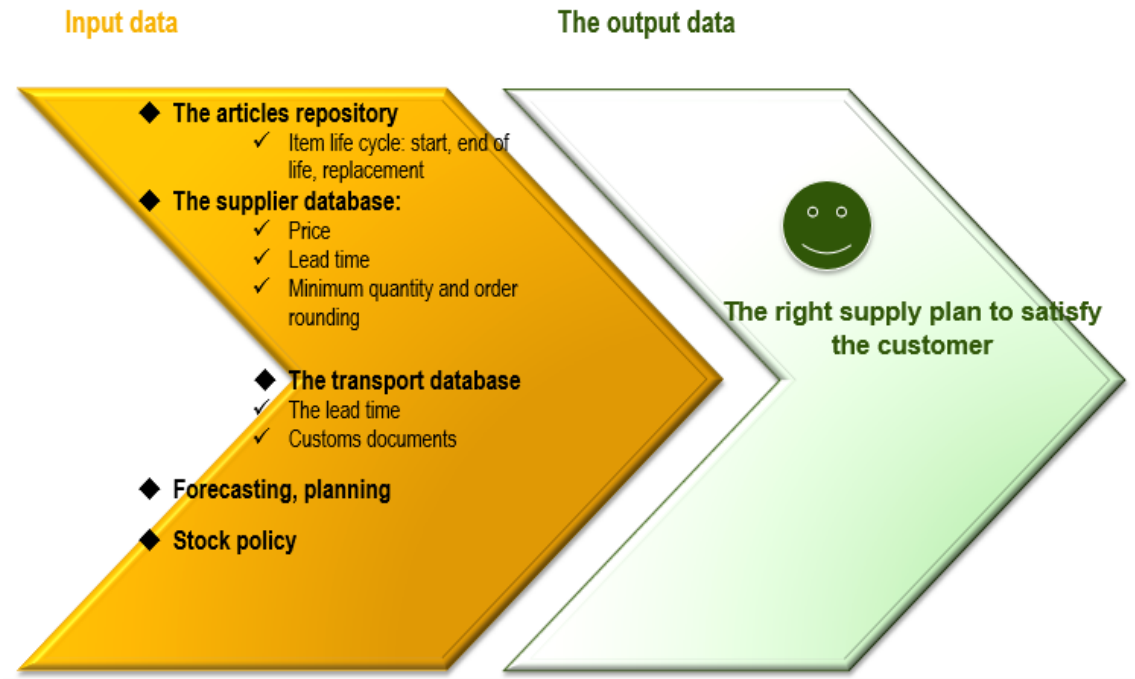 Input data
The output data
The articles repository
Item life cycle: start, end of
life, replacement
The supplier database:
Price
Lead time
Minimum quantity and order
rounding
The transport database
The lead time
Customs documents
Forecasting, planning
Stock policy
The right supply plan to satisfy
the customer